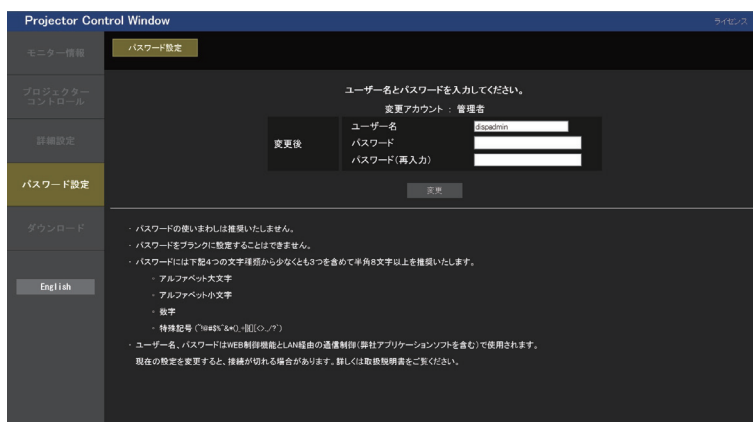 Projector Control Window
ライセンス
モニター情報
パスワード設定
プロジェクター
コントロール
詳細設定
パスワード設定
ダウンロード
English
ユーザー名とパスワードを入力してください。
変更アカウント : 管理者
変更後
ユーザー名
dispadmin
パスワード
パスワード(再入力)
変更
・ パスワードの使いまわしは推奨いたしません。
・ パスワードをブランクに設定することはできません。
・ パスワードには下記4つの文字種類から少なくとも3つを含めて半角8文字以上を推奨いたします。
◦ アルファベット大文字
◦ アルファベット小文字
◦数字
◦ 特殊記号
・ ユーザー名、パスワードはWEB制御機能とLAN経由の通信制御(弊社アプリケーションソフトを含む)で使用されます。
現在の設定を変更すると、接続が切れる場合があります。詳しくは取扱説明書をご覧ください。